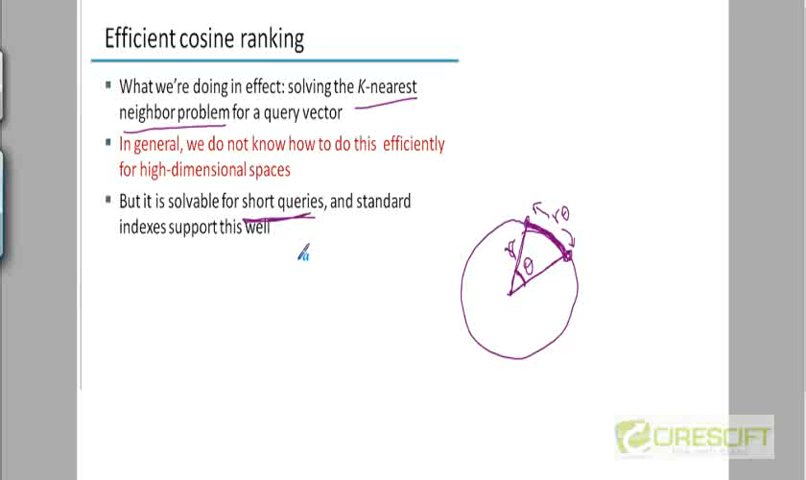 Efficient cosine ranking
What we're doing in effect: solving the K-nearest
neighbor problem for a query vector
In general, we do not know how to do this efficiently
for high-dimensional spaces
But it is solvable for short queries, and standard
indexes support this well
rθ
θ